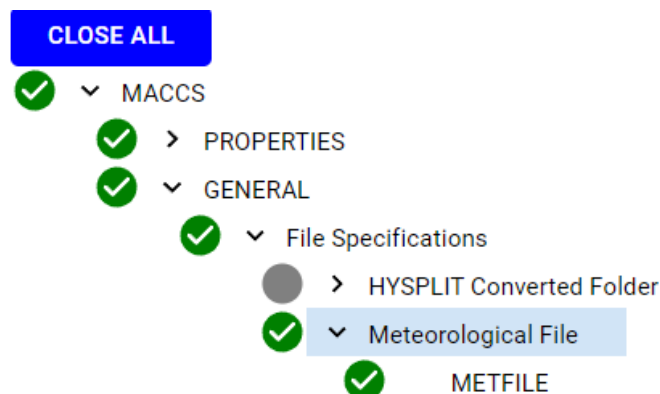 CLOSE ALL
MACCS
PROPERTIES
GENERAL
File Specifications
HYSPLIT Converted Folder
Meteorological File
METFILE